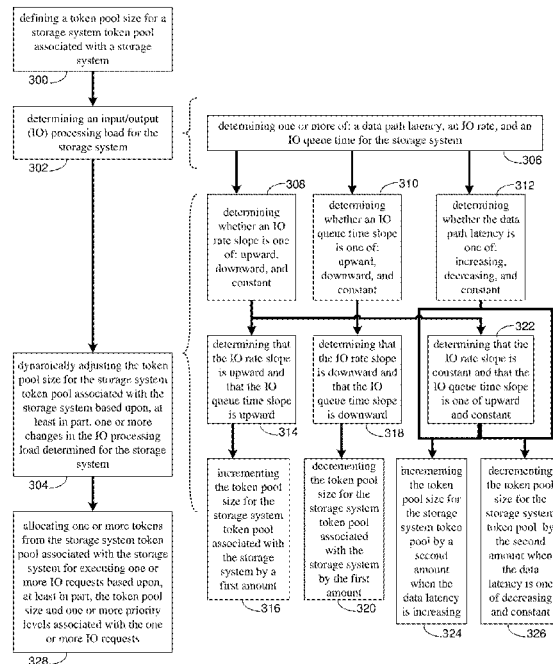 defining a token pool size for a
storage system token pool
associated with a storage
system
300
determining an input/output
(IO) processing load for the
storage system
302
determining one or more of: a data path latency, an IO rate, and an
IO queue time for the storage system
306
308
310
312
determining
whether an IO
rate slope is one
of: upward,
downward, and
constant
determining
whether an IO
queue time slope
is one of:
upward,
downward, and
constant
determining
whether the data
path latency is
one of:
increasing,
decreasing, and
constant
322
dynamically adjusting the token
pool size for the storage system
token pool associated with the
storage system based upon, at
least in part, one or more
changes in the IO processing
load determined for the storage
system
304
determining that
the IO rate slope
is upward and
that the IO
queue time slope
is upward
314
determining that
the IO rate slope
is downward and
that the IO
queue time slope
is downward
318
determining that the
IO rate slope is
constant and that the
IO queue time slope
is one of upward
and constant
allocating one or more tokens
from the storage system token
pool associated with the storage
system for executing one or
more IO requests based upon,
at least in part, the token pool
size and one or more priority
levels associated with the one
or more IO requests
328
incrementing
the token pool
size for the
storage system
token pool
associated with
the storage
system by a
first amount
316
decrementing
the token pool
size for the
storage system
token pool
associated with
the storage
system by the
first amount
320
incrementing
the token
pool size for
the storage
system token
pool by a
second
amount
when the
data latency
is increasing
324
decrementing
the token pool
size for the
storage system
token pool by
the second
amount when
the data
latency is one
of decreasing
and constant
326